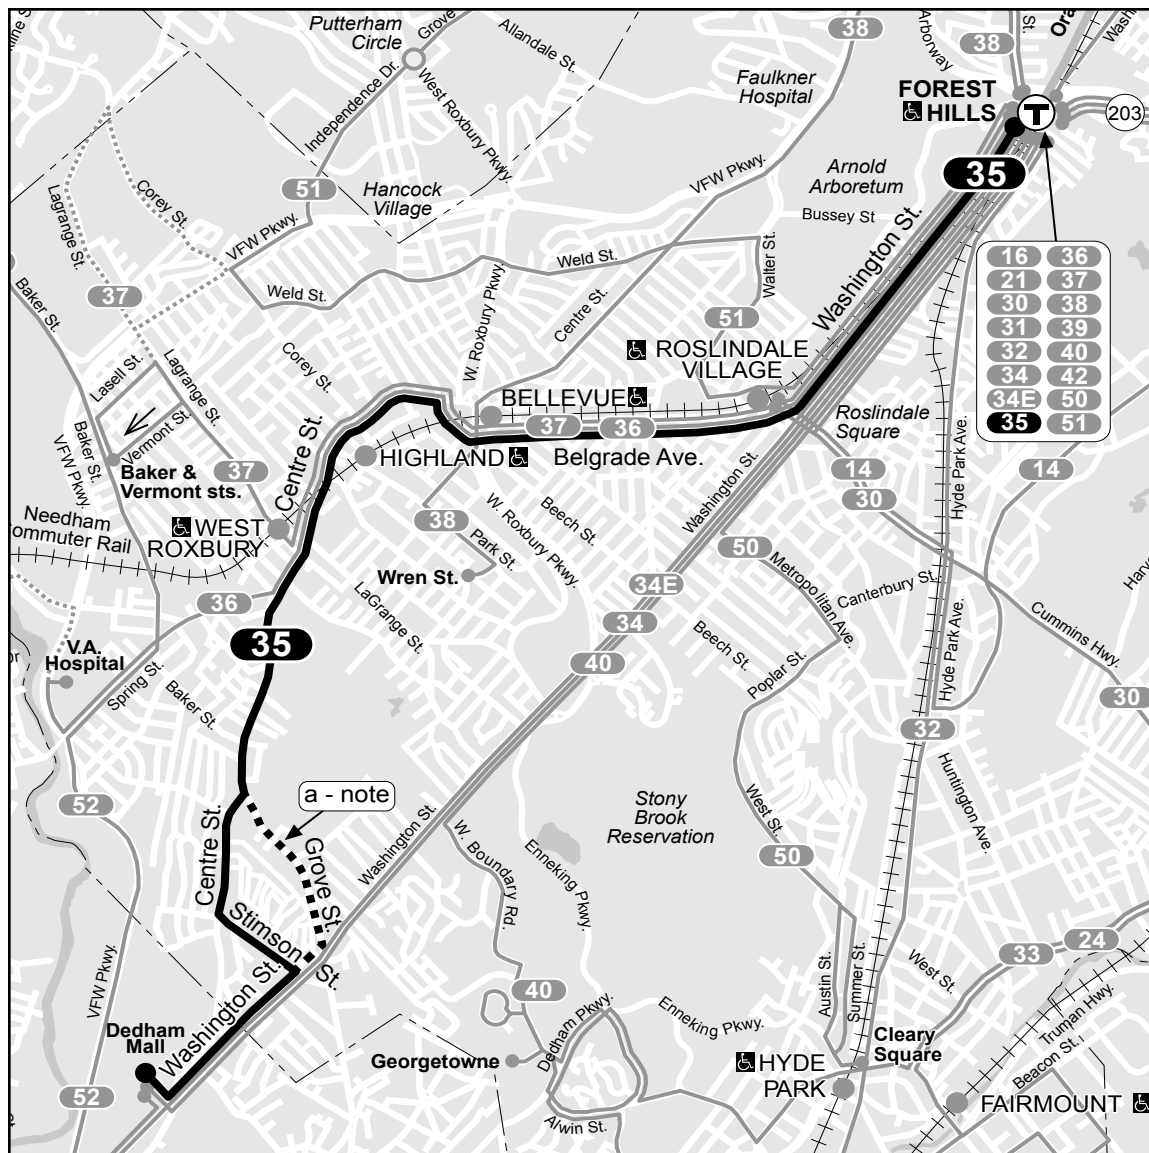 Putterham
Circle
Grove
Allandale St.
38
Arborway
38
St.
Ora
Wash
kline S
Independence Dr.
West Roxbury Pkwy.
Faulkner
Hospital
FOREST
HILLS
T
203
51
Hancock
Village
VFW Pkwy.
Arnold
Arboretum
Bussey St
35
Corey St.
Lagrange St.
VFW Pkwy.
Weld St.
Weld St.
W. Roxbury Pkwy.
Centre St.
Walter St.
51
Washington St.
16 36
21 37
30 38
31 39
32 40
34 42
34E 50
35 51
37
Baker St.
Lasell St.
Lagrange St.
Corey St.
ROSLINDALE
VILLAGE
BELLEVUE
37
36
Belgrade Ave.
Roslindale
Square
Vermont St.
Baker &
Vermont sts.
Baker St.
VFW Pkwy.
37
Centre St.
HIGHLAND
Needham
ommuter Rail
WEST
ROXBURY
38
Park St.
W. Roxbury Pkwy.
Beech St.
Washington St.
14
30
14
Hyde Park Ave.
Wren St.
50
Metropolitan Ave.
Canterbury St.
Harv
36
35
LaGrange St.
34E
34
40
Beech St.
Poplar St.
Hyde Park Ave.
Cummins Hwy.
30
or
V.A.
Hospital
Spring St.
Baker St.
32
Huntington Ave.
52
a - note
Grove St.
Centre St.
Washington St.
Stony
Brook
Reservation
West St.
50
W. Boundary Rd.
Enneking Pkwy.
Stimson St.
Washington St.
VFW Pkwy.
Dedham
Mall
52
40
Georgetowne
Dedham Pkwy.
Alwin St.
Enneking Pkwy.
Austin St.
Summer St.
West St.
33
24
Truman Hwy.
Beacon St.
Cleary
Square
HYDE
PARK
FAIRMOUNT